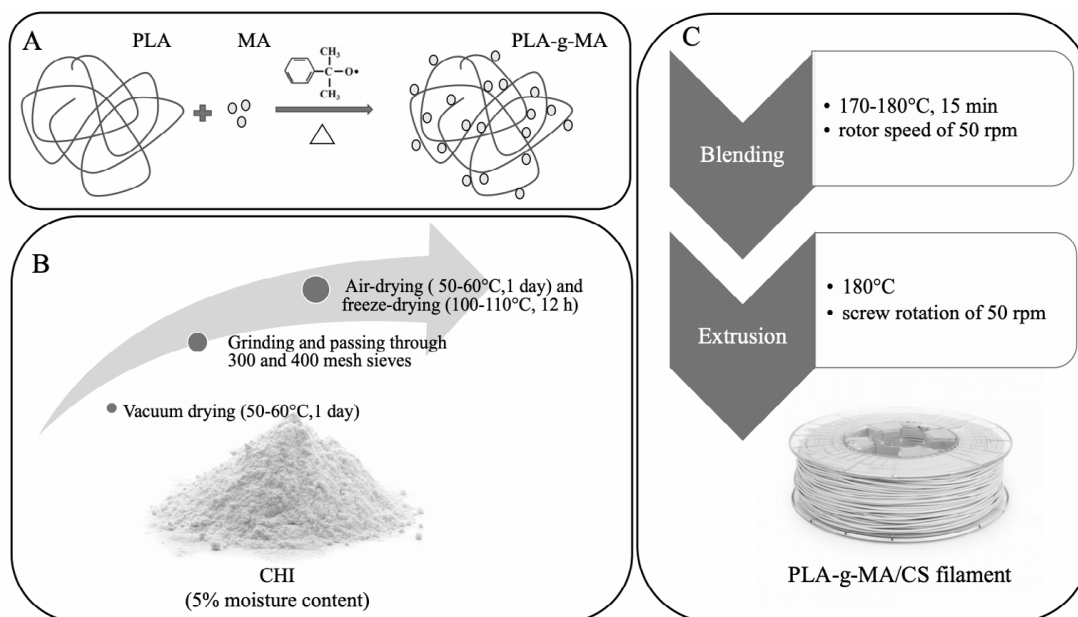 A
PLA
MA
PLA-g-MA
CH₃
C
O•
CH₃
B
Air-drying ( 50-60°C,1 day) and
freeze-drying (100-110°C, 12 h)
Grinding and passing through
300 and 400 mesh sieves
Vacuum drying (50-60°C,1 day)
CHI
(5% moisture content)
C
Blending
• 170-180°C, 15 min
• rotor speed of 50 rpm
Extrusion
• 180°C
• screw rotation of 50 rpm
PLA-g-MA/CS filament